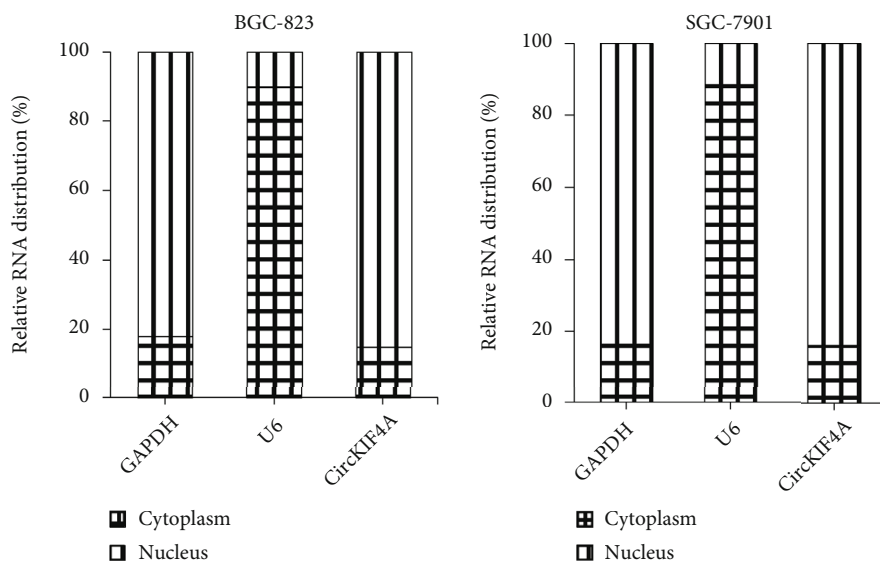 BGC-823
Relative RNA distribution (%)
100
80
60
40
20
0
GAPDH
U6
CircKIF4A
Cytoplasm
Nucleus
SGC-7901
Relative RNA distribution (%)
100
80
60
40
20
0
GAPDH
U6
CircKIF4A
Cytoplasm
Nucleus